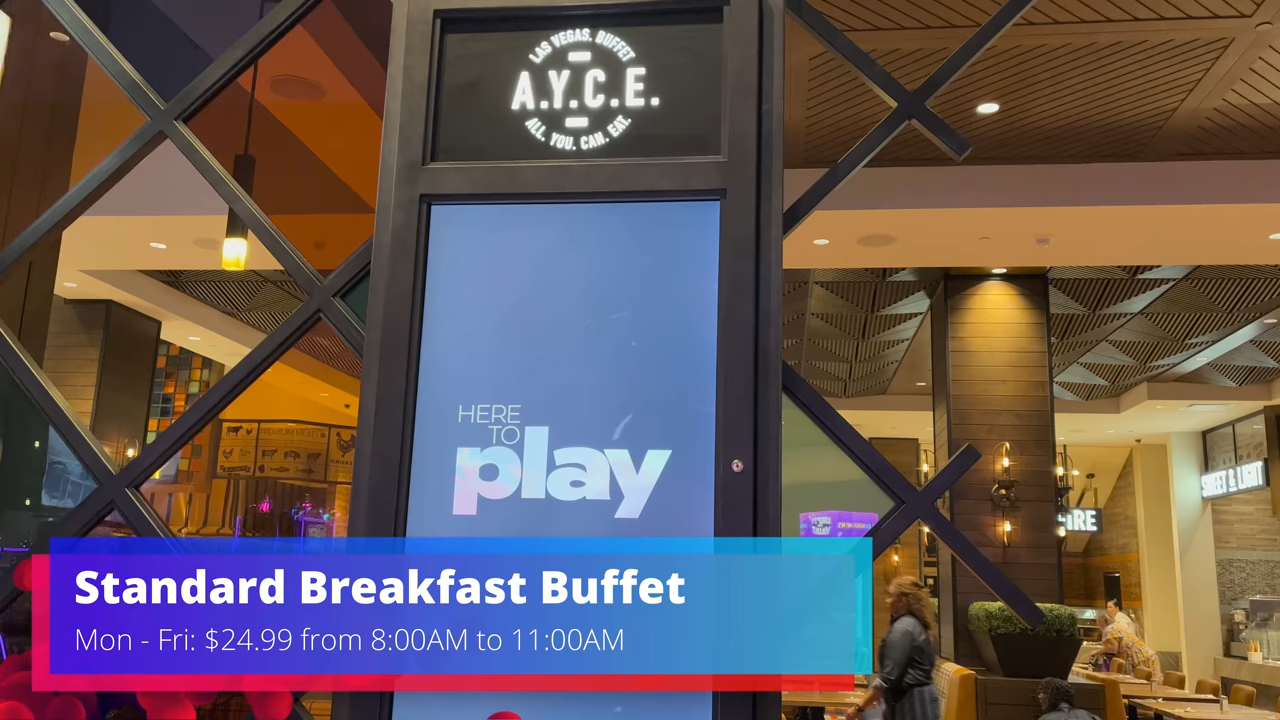 LAS VEGAS. BUFFET
A.Y.C.E.
ALL. YOU. CAN. EAT.
HERE
TO
play
SWEET & LIGHT
Standard Breakfast Buffet
Mon - Fri: $24.99 from 8:00AM to 11:00AM